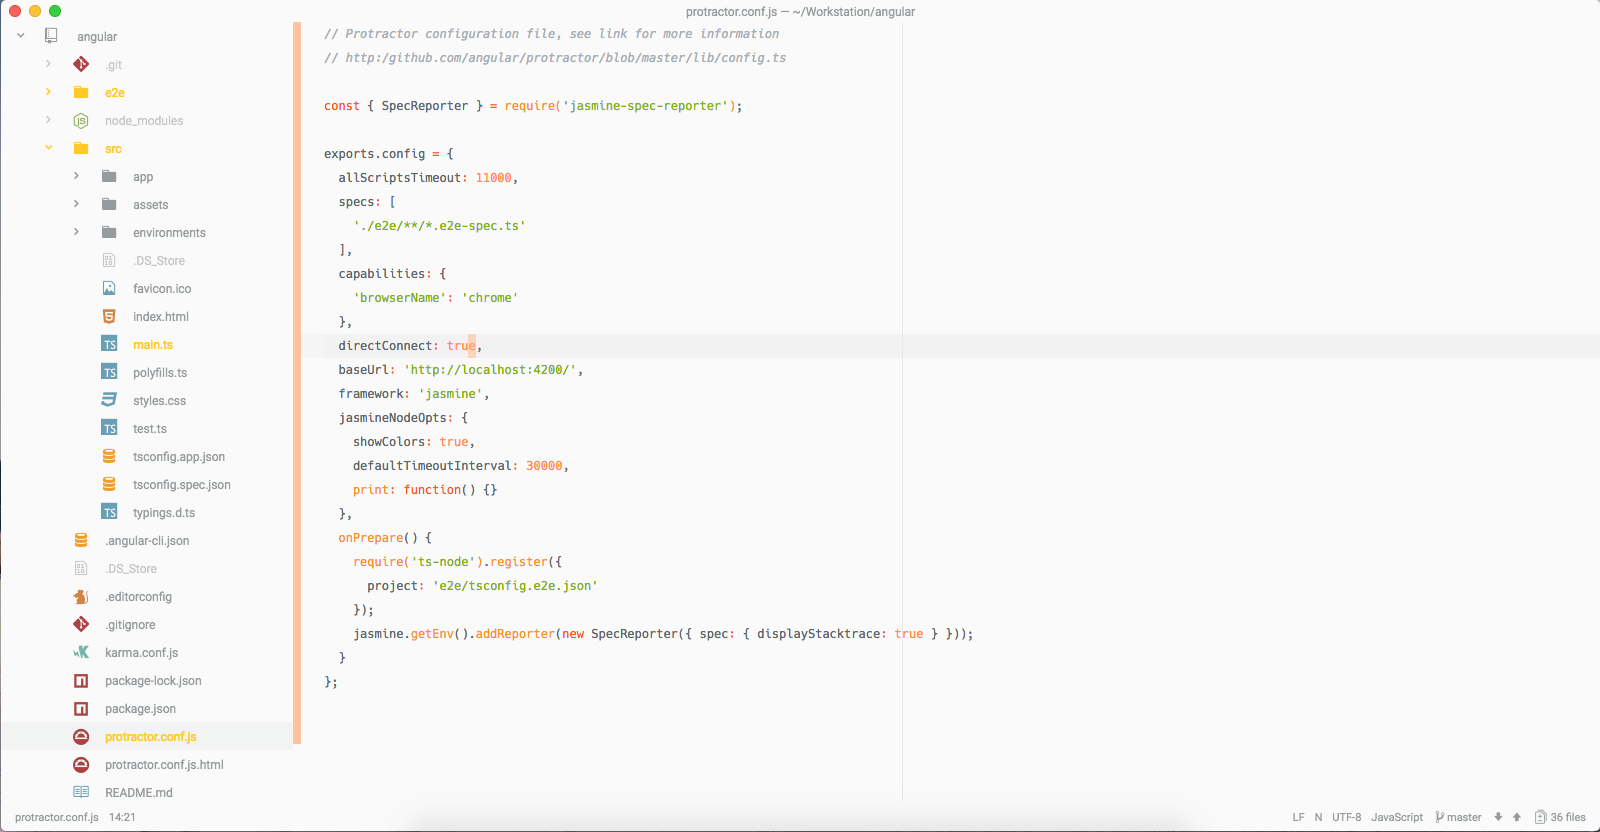 protractor.conf.js — ~/Workstation/angular
angular
.git
e2e
node_modules
src
app
assets
environments
.DS_Store
favicon.ico
index.html
main.ts
polyfills.ts
styles.css
test.ts
tsconfig.app.json
tsconfig.spec.json
typings.d.ts
.angular-cli.json
.DS_Store
.editorconfig
.gitignore
karma.conf.js
package-lock.json
package.json
protractor.conf.js
protractor.conf.js.html
README.md
// Protractor configuration file, see link for more information
// http:/github.com/angular/protractor/blob/master/lib/config.ts
const { SpecReporter } = require('jasmine-spec-reporter');
exports.config = {
allScriptsTimeout: 11000,
specs: [
'./e2e/**/*.e2e-spec.ts'
],
capabilities: {
'browserName': 'chrome'
},
directConnect: true,
baseUrl: 'http://localhost:4200/',
framework: 'jasmine',
jasmineNodeOpts: {
showColors: true,
defaultTimeoutInterval: 30000,
print: function() {}
},
onPrepare() {
require('ts-node').register({
project: 'e2e/tsconfig.e2e.json'
});
jasmine.getEnv().addReporter(new SpecReporter({ spec: { displayStacktrace: true } }));
}
};
protractor.conf.js 14:21
LF N UTF-8 JavaScript master 36 files